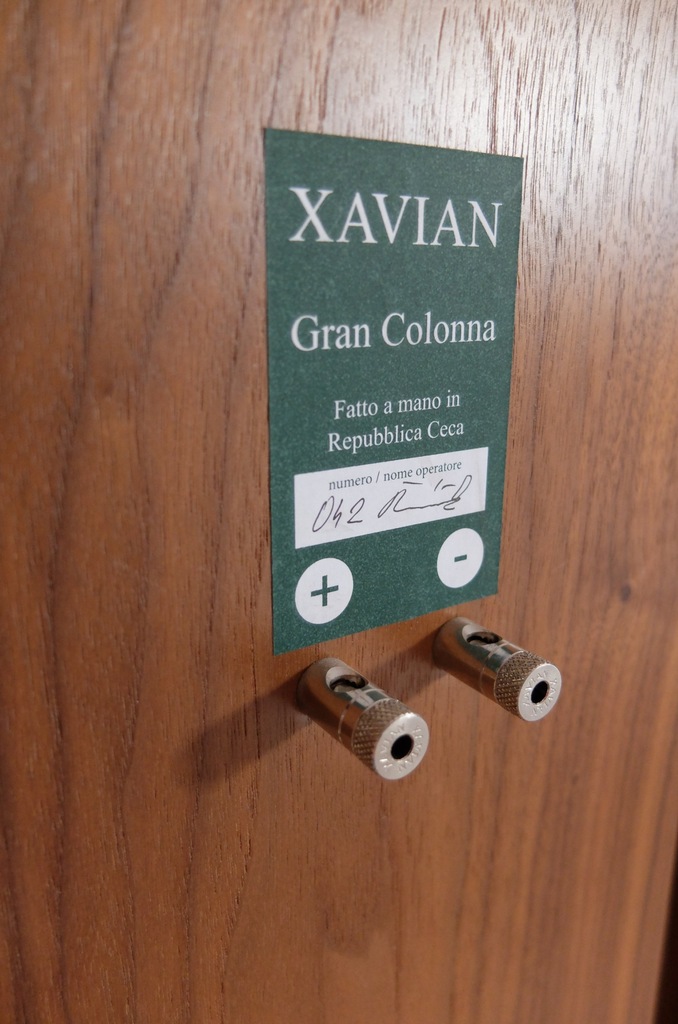 XAVIAN
Gran Colonna
Fatto a mano in
Repubblica Ceca
numero / nome operatore
042
+ -